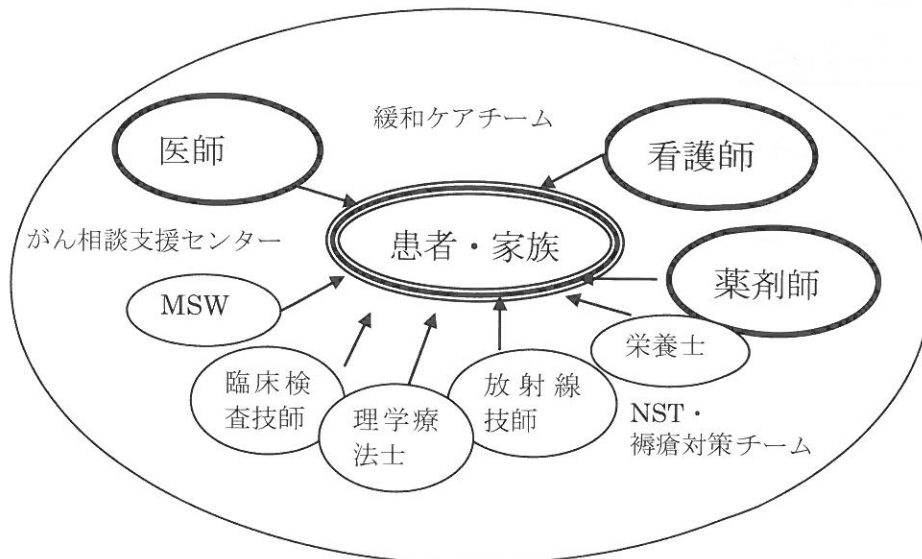 緩和ケアチーム
医師
看護師
がん相談支援センター
患者・家族
薬剤師
MSW
栄養士
臨床検
査技師
理学療
法士
放射線
技師
NST・
褥瘡対策チーム